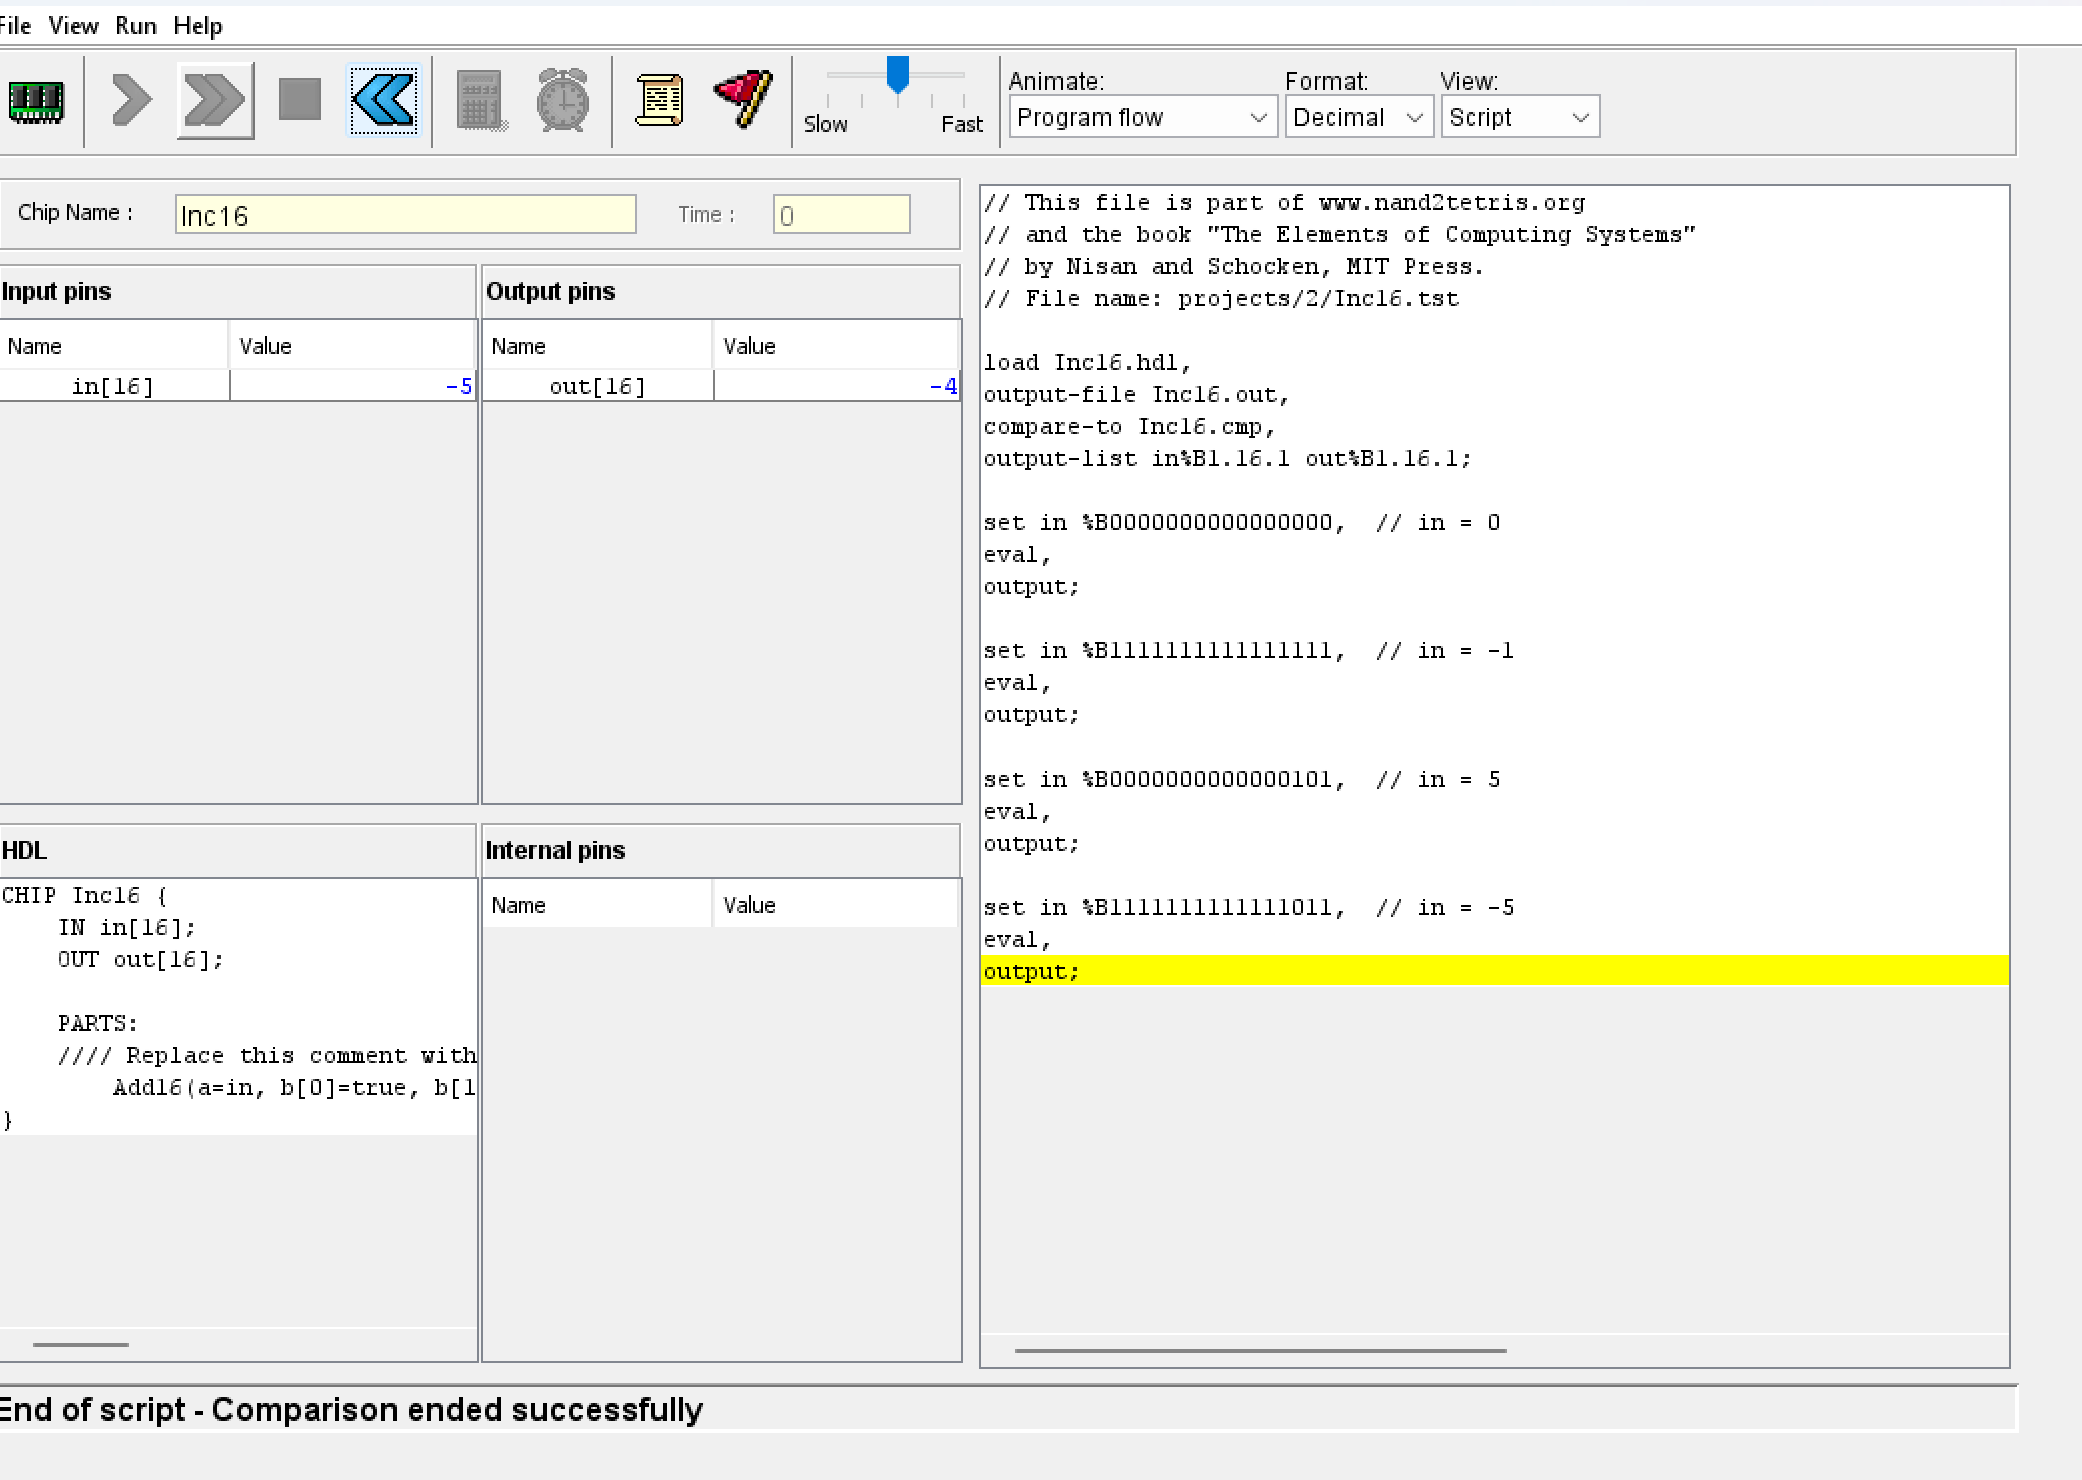 File View Run Help
Slow Fast
Animate: Format: View:
Program flow Decimal Script
Chip Name : Inc16 Time : 0
Input pins
Name Value
in[16] -5
Output pins
Name Value
out[16] -4
HDL
CHIP Inc16 {
IN in[16];
OUT out[16];
PARTS:
//// Replace this comment with
Add16(a=in, b[0]=true, b[1
}
Internal pins
Name Value
// This file is part of www.nand2tetris.org
// and the book "The Elements of Computing Systems"
// by Nisan and Schocken, MIT Press.
// File name: projects/2/Inc16.tst
load Inc16.hdl,
output-file Inc16.out,
compare-to Inc16.cmp,
output-list in%B1.16.1 out%B1.16.1;
set in %B0000000000000000,  // in = 0
eval,
output;
set in %B1111111111111111,  // in = -1
eval,
output;
set in %B0000000000000101,  // in = 5
eval,
output;
set in %B1111111111111011,  // in = -5
eval,
output;
End of script - Comparison ended successfully